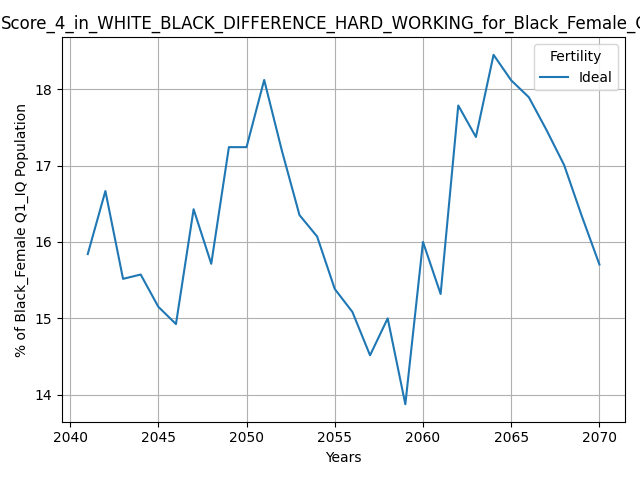 Score_4_in_WHITE_BLACK_DIFFERENCE_HARD_WORKING_for_Black_Female_
Fertility
Ideal
% of Black_Female Q1_IQ Population
18
17
16
15
14
2040
2045
2050
2055
2060
2065
2070
Years